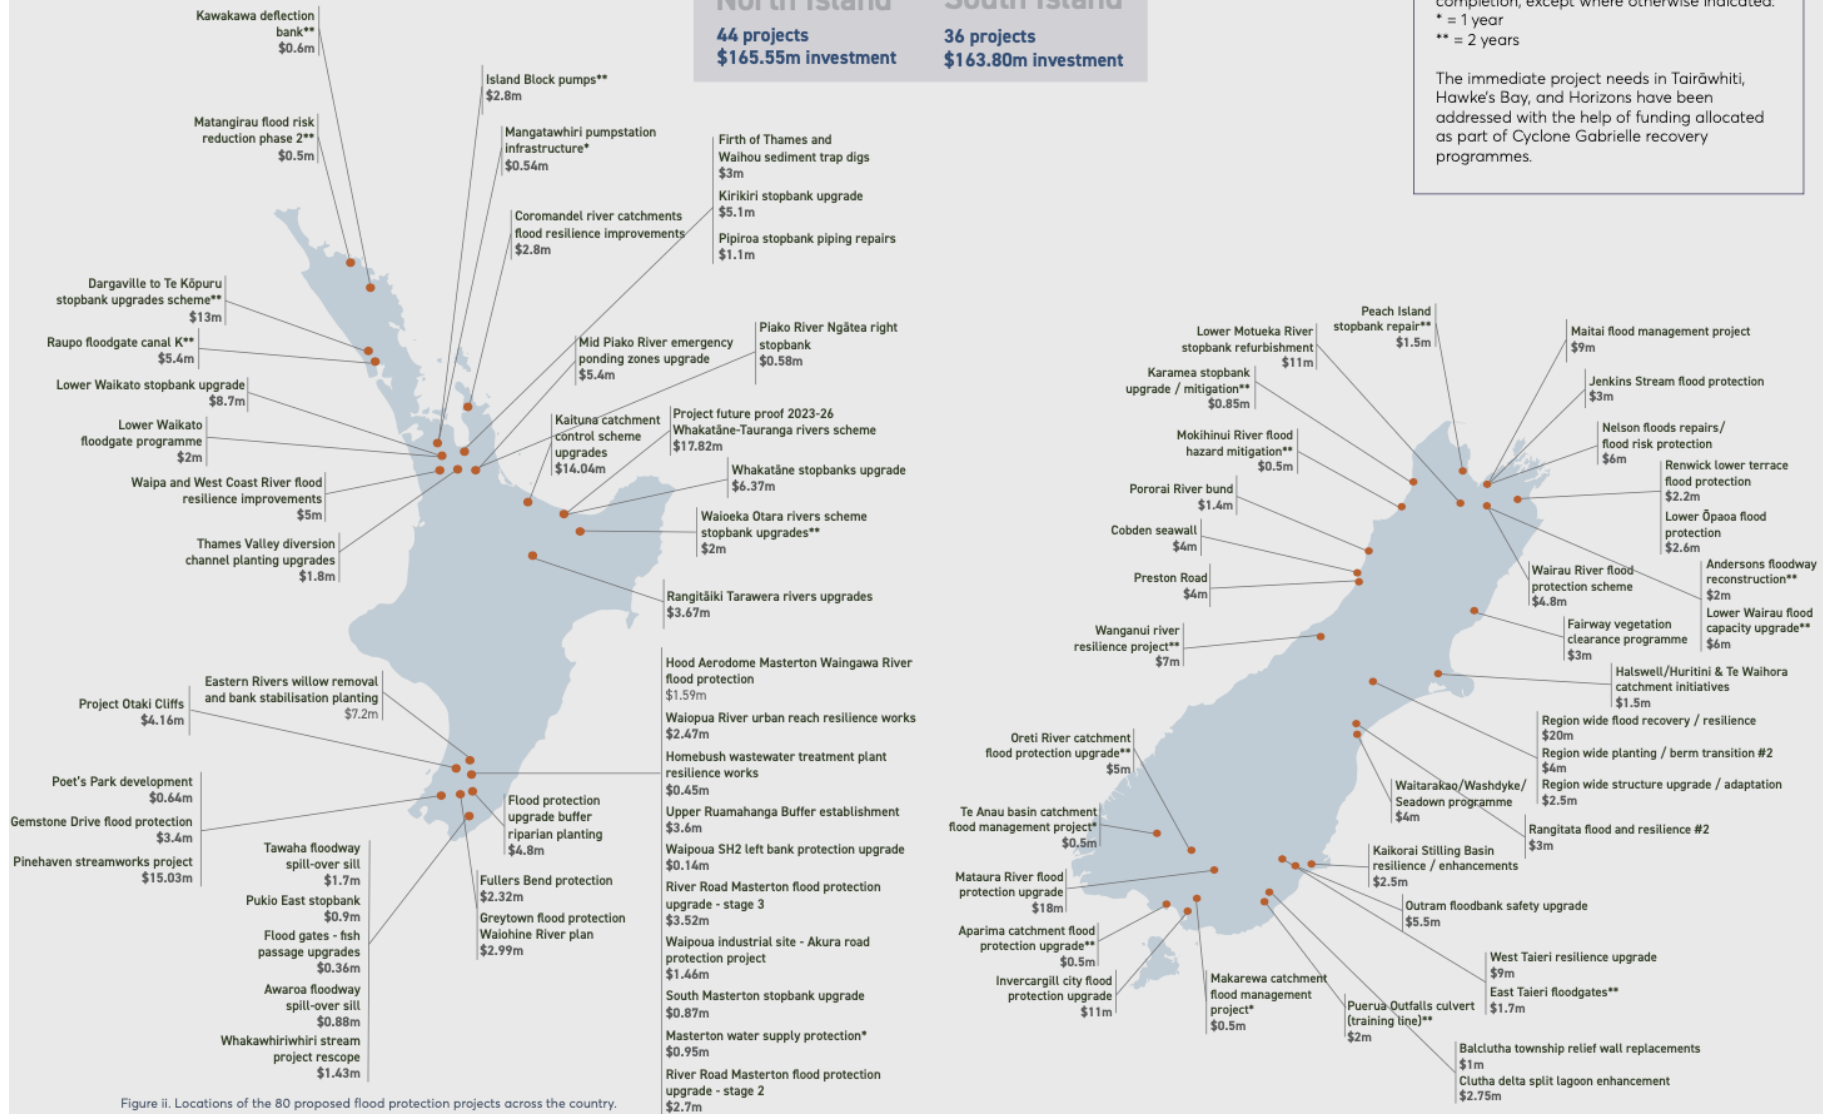 North Island
44 projects
$165.55m investment
South Island
36 projects
$163.80m investment
completion, except where otherwise indicated.
* = 1 year
** = 2 years
The immediate project needs in Tairāwhiti,
Hawke's Bay, and Horizons have been
addressed with the help of funding allocated
as part of Cyclone Gabrielle recovery
programmes.
Kawakawa deflection
bank**
$0.6m
Matangirau flood risk
reduction phase 2**
$0.5m
Island Block pumps**
$2.8m
Mangatawhiri pumpstation
infrastructure*
$0.54m
Coromandel river catchments
flood resilience improvements
$2.8m
Firth of Thames and
Waihou sediment trap digs
$3m
Kirikiri stopbank upgrade
$5.1m
Pipiroa stopbank piping repairs
$1.1m
Dargaville to Te Kōpuru
stopbank upgrades scheme**
$13m
Raupo floodgate canal K**
$5.4m
Lower Waikato stopbank upgrade
$8.7m
Lower Waikato
floodgate programme
$2m
Waipa and West Coast River flood
resilience improvements
$5m
Thames Valley diversion
channel planting upgrades
$1.8m
Mid Piako River emergency
ponding zones upgrade
$5.4m
Piako River Ngātea right
stopbank
$0.58m
Kaituna catchment
control scheme
upgrades
$14.04m
Project future proof 2023-26
Whakatāne-Tauranga rivers scheme
$17.82m
Whakatāne stopbanks upgrade
$6.37m
Waioeka Otara rivers scheme
stopbank upgrades**
$2m
Rangitāiki Tarawera rivers upgrades
$3.67m
Eastern Rivers willow removal
and bank stabilisation planting
$7.2m
Project Otaki Cliffs
$4.16m
Poet's Park development
$0.64m
Gemstone Drive flood protection
$3.4m
Pinehaven streamworks project
$15.03m
Tawaha floodway
spill-over sill
$1.7m
Pukio East stopbank
$0.9m
Flood gates - fish
passage upgrades
$0.36m
Awaroa floodway
spill-over sill
$0.88m
Whakawhiriwhiri stream
project rescope
$1.43m
Flood protection
upgrade buffer
riparian planting
$4.8m
Fullers Bend protection
$2.32m
Greytown flood protection
Waiohine River plan
$2.99m
Hood Aerodome Masterton Waingawa River
flood protection
$1.59m
Waiopua River urban reach resilience works
$2.47m
Homebush wastewater treatment plant
resilience works
$0.45m
Upper Ruamahanga Buffer establishment
$3.6m
Waipoua SH2 left bank protection upgrade
$0.14m
River Road Masterton flood protection
upgrade - stage 3
$3.52m
Waipoua industrial site - Akura road
protection project
$1.46m
South Masterton stopbank upgrade
$0.87m
Masterton water supply protection*
$0.95m
River Road Masterton flood protection
upgrade - stage 2
$2.7m
Peach Island
stopbank repair**
$1.5m
Lower Motueka River
stopbank refurbishment
$11m
Karamea stopbank
upgrade / mitigation**
$0.85m
Mokihinui River flood
hazard mitigation**
$0.5m
Pororai River bund
$1.4m
Cobden seawall
$4m
Preston Road
$4m
Wanganui river
resilience project**
$7m
Maitai flood management project
$9m
Jenkins Stream flood protection
$3m
Nelson floods repairs/
flood risk protection
$6m
Renwick lower terrace
flood protection
$2.2m
Lower Ōpaoa flood
protection
$2.6m
Wairau River flood
protection scheme
$4.8m
Andersons floodway
reconstruction**
$2m
Lower Wairau flood
capacity upgrade**
$6m
Fairway vegetation
clearance programme
$3m
Halswell/Huritini & Te Waihora
catchment initiatives
$1.5m
Region wide flood recovery / resilience
$20m
Region wide planting / berm transition #2
$4m
Region wide structure upgrade / adaptation
$2.5m
Waitarakao/Washdyke/
Seadown programme
$4m
Rangitata flood and resilience #2
$3m
Oreti River catchment
flood protection upgrade**
$5m
Te Anau basin catchment
flood management project*
$0.5m
Mataura River flood
protection upgrade
$18m
Aparima catchment flood
protection upgrade**
$0.5m
Invercargill city flood
protection upgrade
$11m
Makarewa catchment
flood management
project*
$0.5m
Kaikorai Stilling Basin
resilience / enhancements
$2.5m
Outram floodbank safety upgrade
$5.5m
West Taieri resilience upgrade
$9m
East Taieri floodgates**
$1.7m
Puerua Outfalls culvert
(training line)**
$2m
Balclutha township relief wall replacements
$1m
Clutha delta split lagoon enhancement
$2.75m
Figure ii. Locations of the 80 proposed flood protection projects across the country.